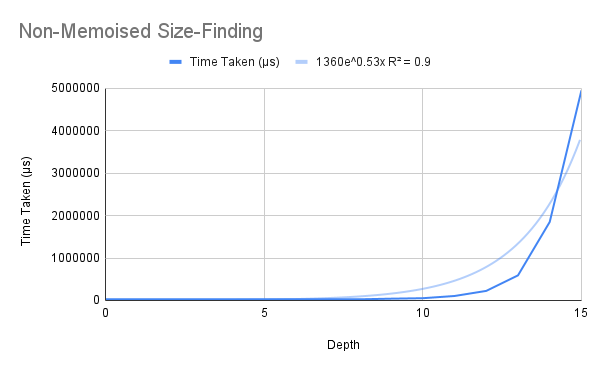 Non-Memoised Size-Finding
Time Taken (µs) 1360e^0.53x R² = 0.9
5000000
4000000
3000000
2000000
1000000
0
Time Taken (µs)
0 5 10 15
Depth